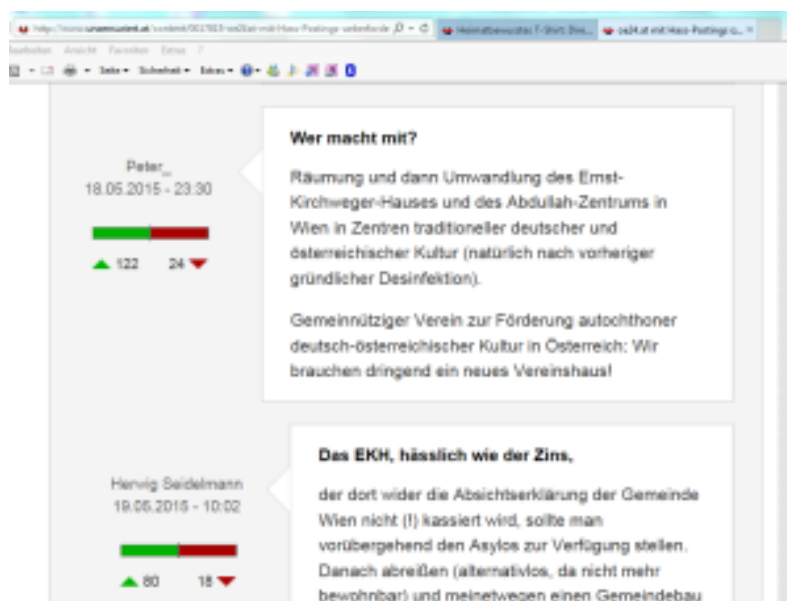 Bearbeiten Ansicht Favoriten Extras ?
Seite Sicherheit Extras
Wer macht mit?
Peter_
18.05.2015 - 23:30
Räumung und dann Umwandlung des Ernst-
Kirchweger-Hauses und des Abdullah-Zentrums in
Wien in Zentren traditioneller deutscher und
österreichischer Kultur (natürlich nach vorheriger
gründlicher Desinfektion).
122 24
Gemeinnütziger Verein zur Förderung autochthoner
deutsch-österreichischer Kultur in Österreich: Wir
brauchen dringend ein neues Vereinshaus!
Das EKH, hässlich wie der Zins,
Herwig Seidelmann
19.05.2015 - 10:02
der dort wider die Absichtserklärung der Gemeinde
Wien nicht (!) kassiert wird, sollte man
vorübergehend den Asylos zur Verfügung stellen.
Danach abreißen (alternativlos, da nicht mehr
bewohnbar) und meinetwegen einen Gemeindebau
80 18